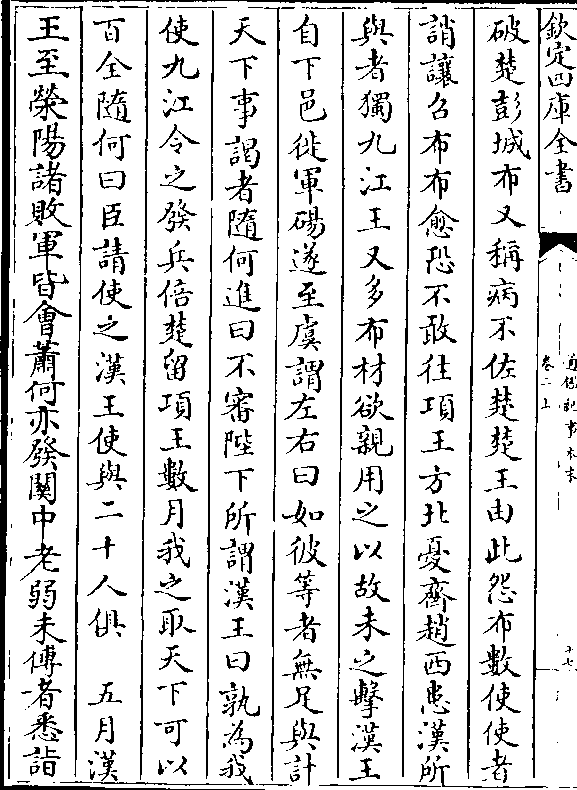 欽定四庫全書
通鑑紀事本末
卷二上
十七
破楚彭城布又稱病不佐楚楚王由此怨布數使使者
誚讓召布布愈恐不敢往項王方北憂齊趙西患漢所
與者獨九江王又多布材欲親用之以故未之擊漢王
自下邑徙軍碭遂至虞謂左右曰如彼等者無足與計
天下事謁者隨何進曰不審陛下所謂漢王曰孰為我
使九江令之發兵倍楚留項王數月我之取天下可以
百全隨何曰臣請使之漢王使與二十人俱　五月漢
王至滎陽諸敗軍皆會蕭何亦發關中老弱未傅者悉詣